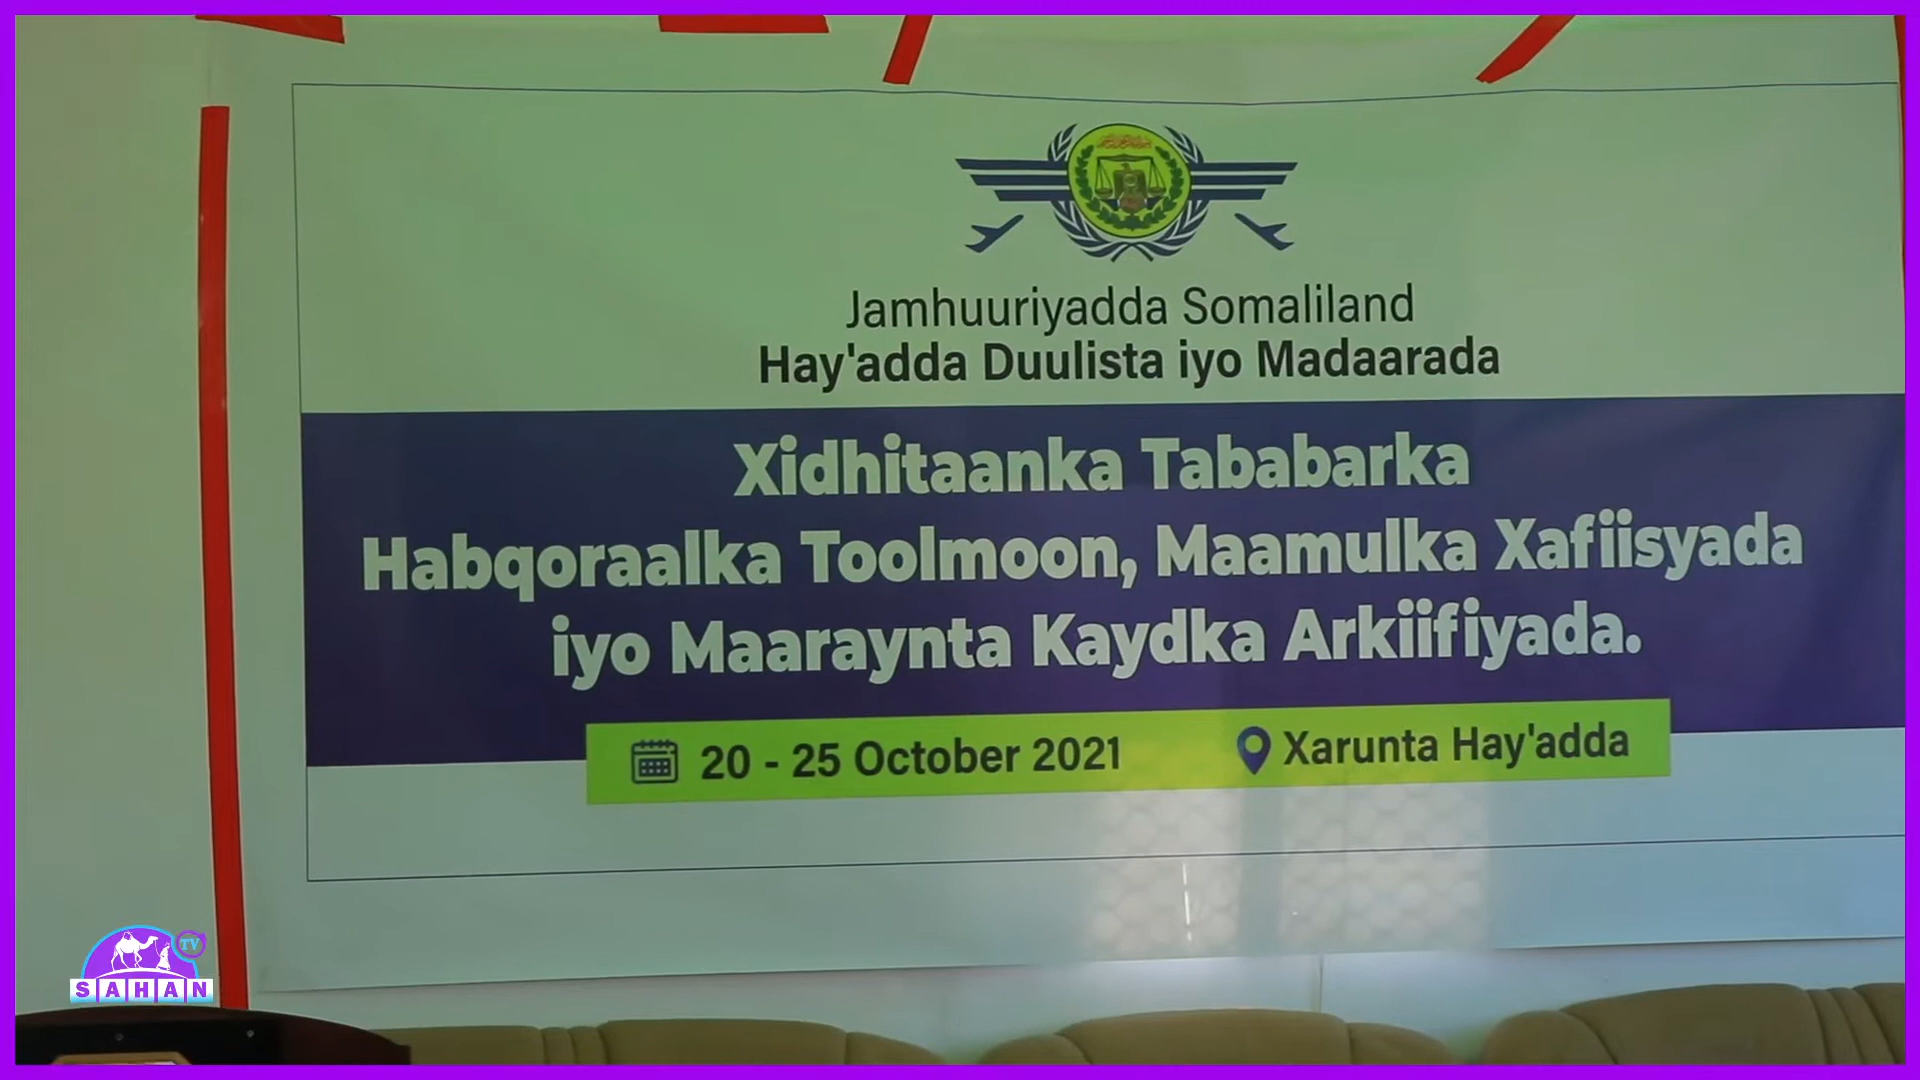 Jamhuuriyadda Somaliland
Hay'adda Duulista iyo Madaarada
Xidhitaanka Tababarka
Habqoraalka Toolmoon, Maamulka Xafiisyada
iyo Maaraynta Kaydka Arkiifiyada.
20 - 25 October 2021
Xarunta Hay'adda
TV
SAHAN